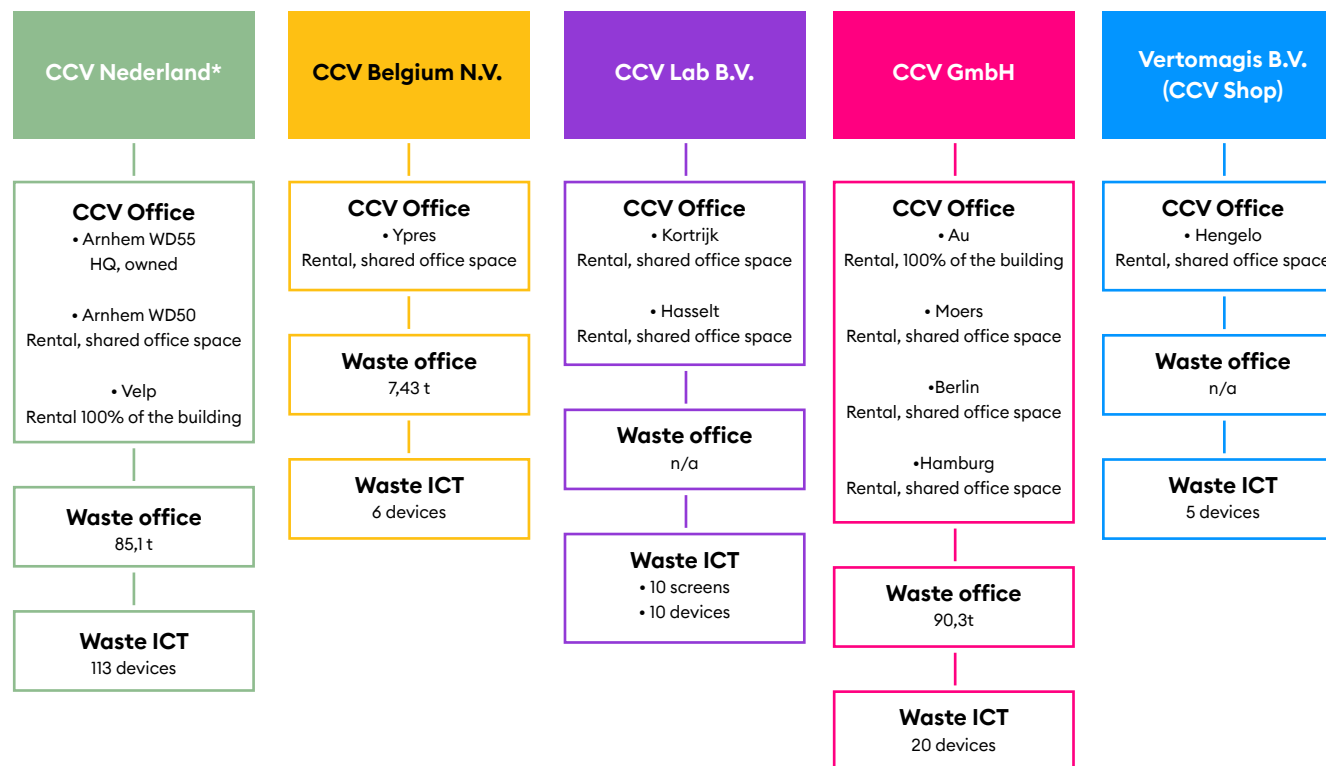 CCV Nederland*
CCV Office
• Arnhem WD55
HQ, owned
• Arnhem WD50
Rental, shared office space
• Velp
Rental 100% of the building
Waste office
85,1 t
Waste ICT
113 devices
CCV Belgium N.V.
CCV Office
• Ypres
Rental, shared office space
Waste office
7,43 t
Waste ICT
6 devices
CCV Lab B.V.
CCV Office
• Kortrijk
Rental, shared office space
• Hasselt
Rental, shared office space
Waste office
n/a
Waste ICT
• 10 screens
• 10 devices
CCV GmbH
CCV Office
• Au
Rental, 100% of the building
• Moers
Rental, shared office space
•Berlin
Rental, shared office space
•Hamburg
Rental, shared office space
Waste office
90,3t
Waste ICT
20 devices
Vertomagis B.V.
(CCV Shop)
CCV Office
• Hengelo
Rental, shared office space
Waste office
n/a
Waste ICT
5 devices